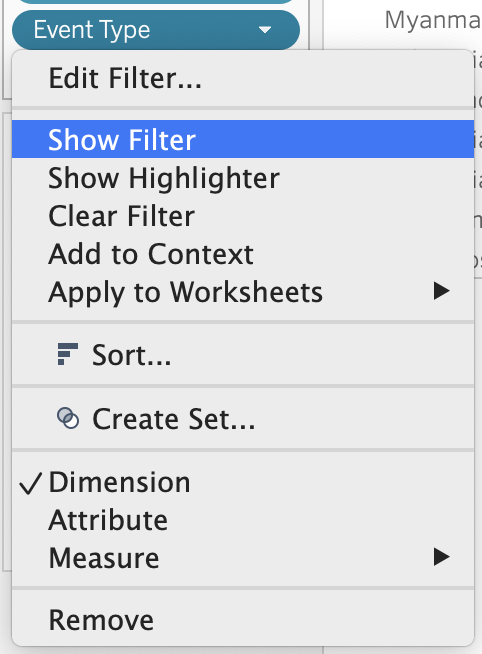 Event Type
Myanma
Edit Filter...
Show Filter
Show Highlighter
Clear Filter
Add to Context
Apply to Worksheets
Sort...
Create Set...
Dimension
Attribute
Measure
Remove